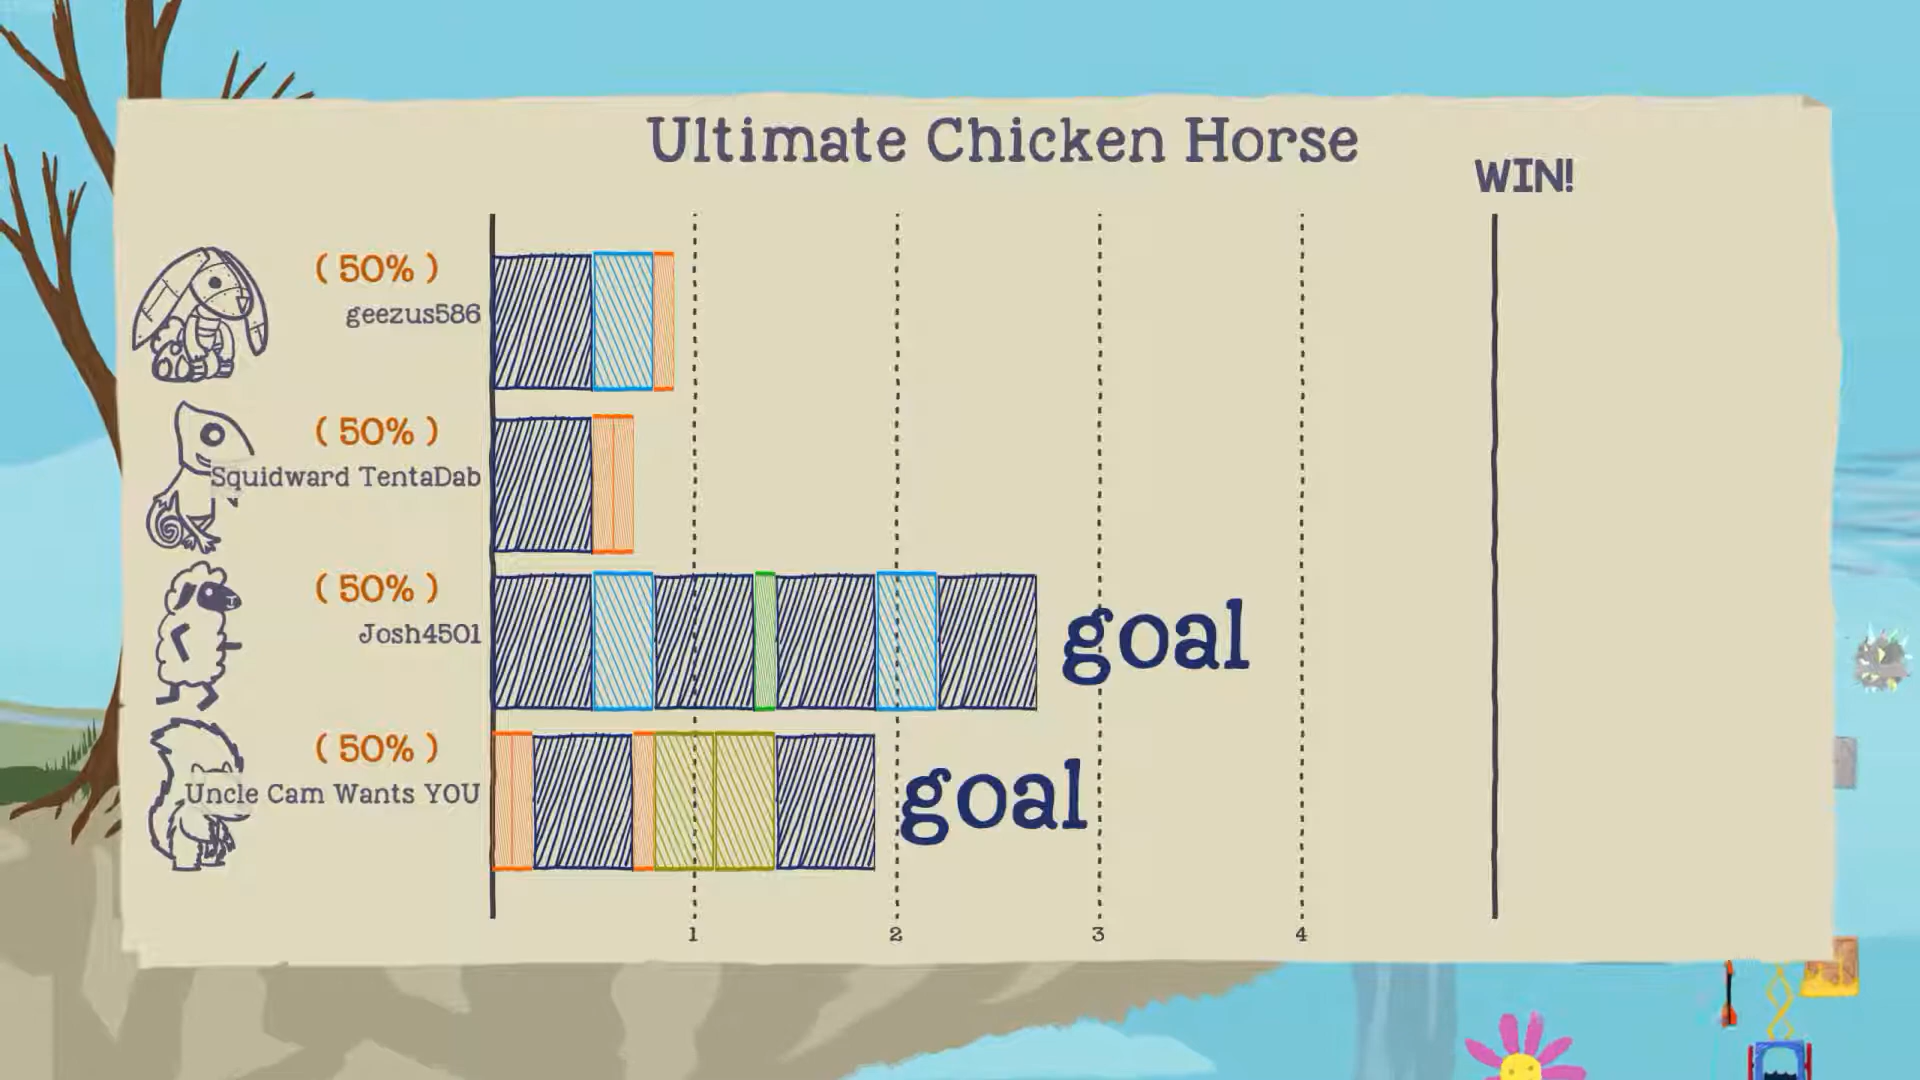 Ultimate Chicken Horse
WIN!
( 50% )
geezus586
( 50% )
Squidward TentaDab
( 50% )
Josh4501
goal
( 50% )
Uncle Cam Wants YOU
goal
1 2 3 4